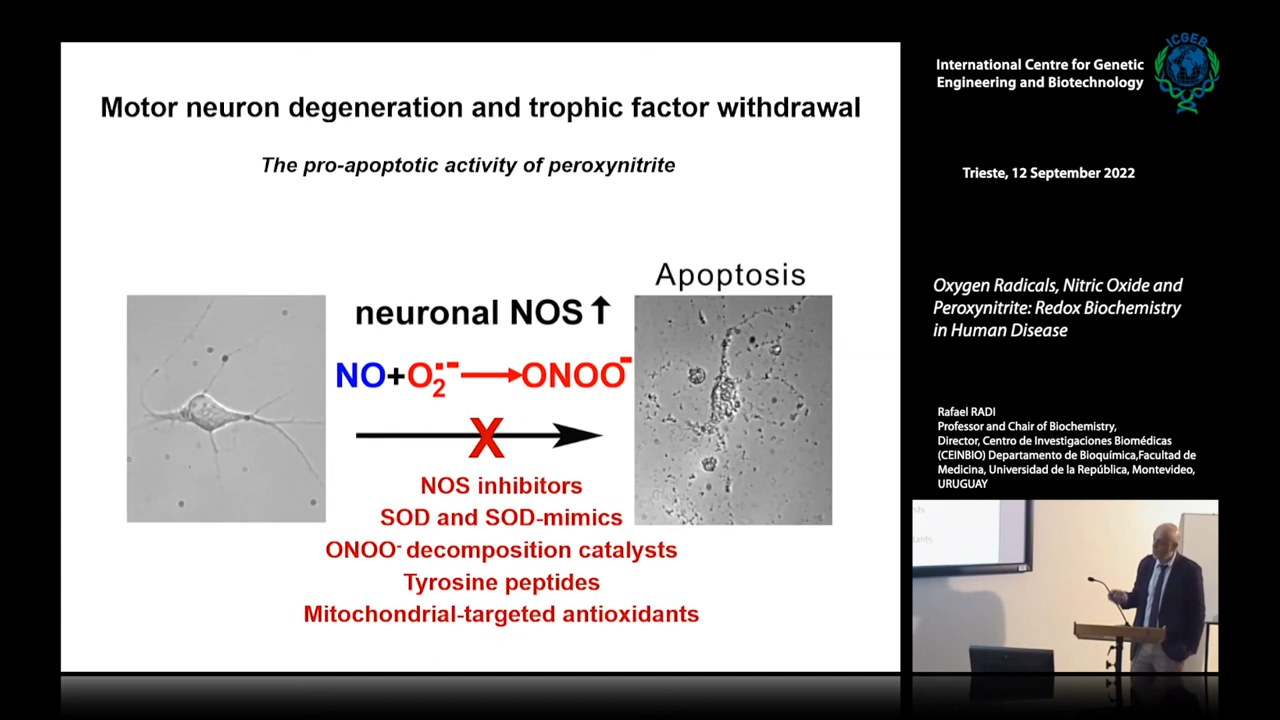 Motor neuron degeneration and trophic factor withdrawal
The pro-apoptotic activity of peroxynitrite
Apoptosis
neuronal NOS↑
NO+O₂•⁻→ONOO⁻
X
NOS inhibitors
SOD and SOD-mimics
ONOO⁻ decomposition catalysts
Tyrosine peptides
Mitochondrial-targeted antioxidants
International Centre for Genetic
Engineering and Biotechnology
ICGEB
Trieste, 12 September 2022
Oxygen Radicals, Nitric Oxide and
Peroxynitrite: Redox Biochemistry
in Human Disease
Rafael RADI
Professor and Chair of Biochemistry,
Director, Centro de Investigaciones Biomédicas
(CEINBIO) Departamento de Bioquímica,Facultad de
Medicina, Universidad de la República, Montevideo,
URUGUAY